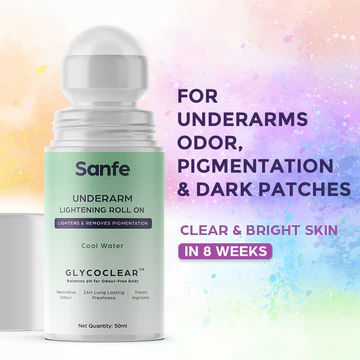 Sanfe
UNDERARM
LIGHTENING ROLL ON
LIGHTENS & REMOVES PIGMENTATION
Cool Water
GLYCOCLEAR™
Balances pH for Odour-Free Body
Neutralises Odour
24H Long Lasting Freshness
Treats Ingrowns
Net Quantity: 50ml
FOR
UNDERARMS
ODOR,
PIGMENTATION
& DARK PATCHES
CLEAR & BRIGHT SKIN
IN 8 WEEKS